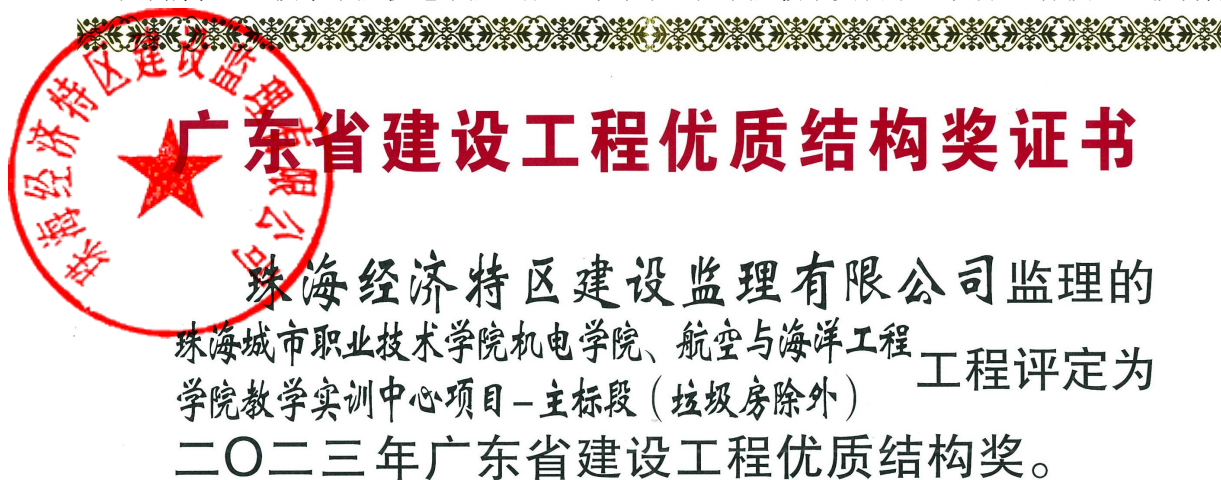 珠海经济特区建设监理有限公司
广东省建设工程优质结构奖证书
珠海经济特区建设监理有限公司监理的
珠海城市职业技术学院机电学院、航空与海洋工程
学院教学实训中心项目-主标段(垃圾房除外)
工程评定为
二〇二三年广东省建设工程优质结构奖。